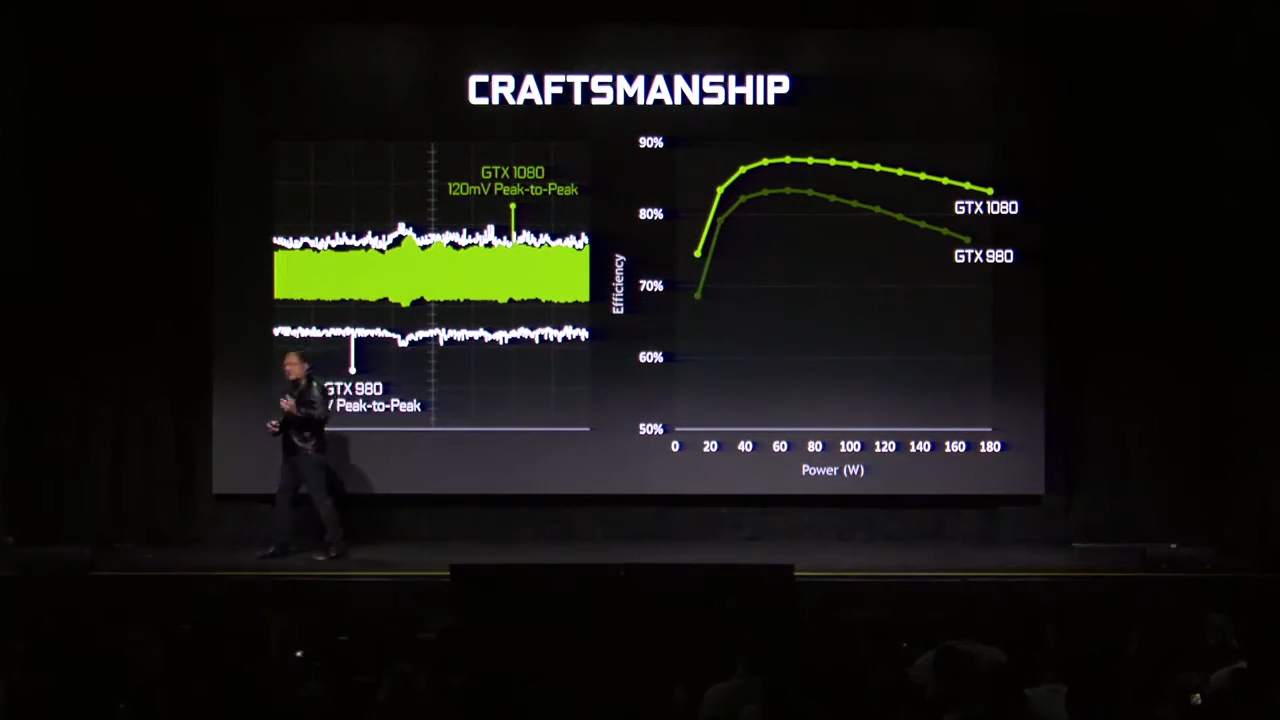 CRAFTSMANSHIP
GTX 1080
120mV Peak-to-Peak
GTX 980
Peak-to-Peak
Efficiency
90%
80%
70%
60%
50%
GTX 1080
GTX 980
0 20 40 60 80 100 120 140 160 180
Power (W)